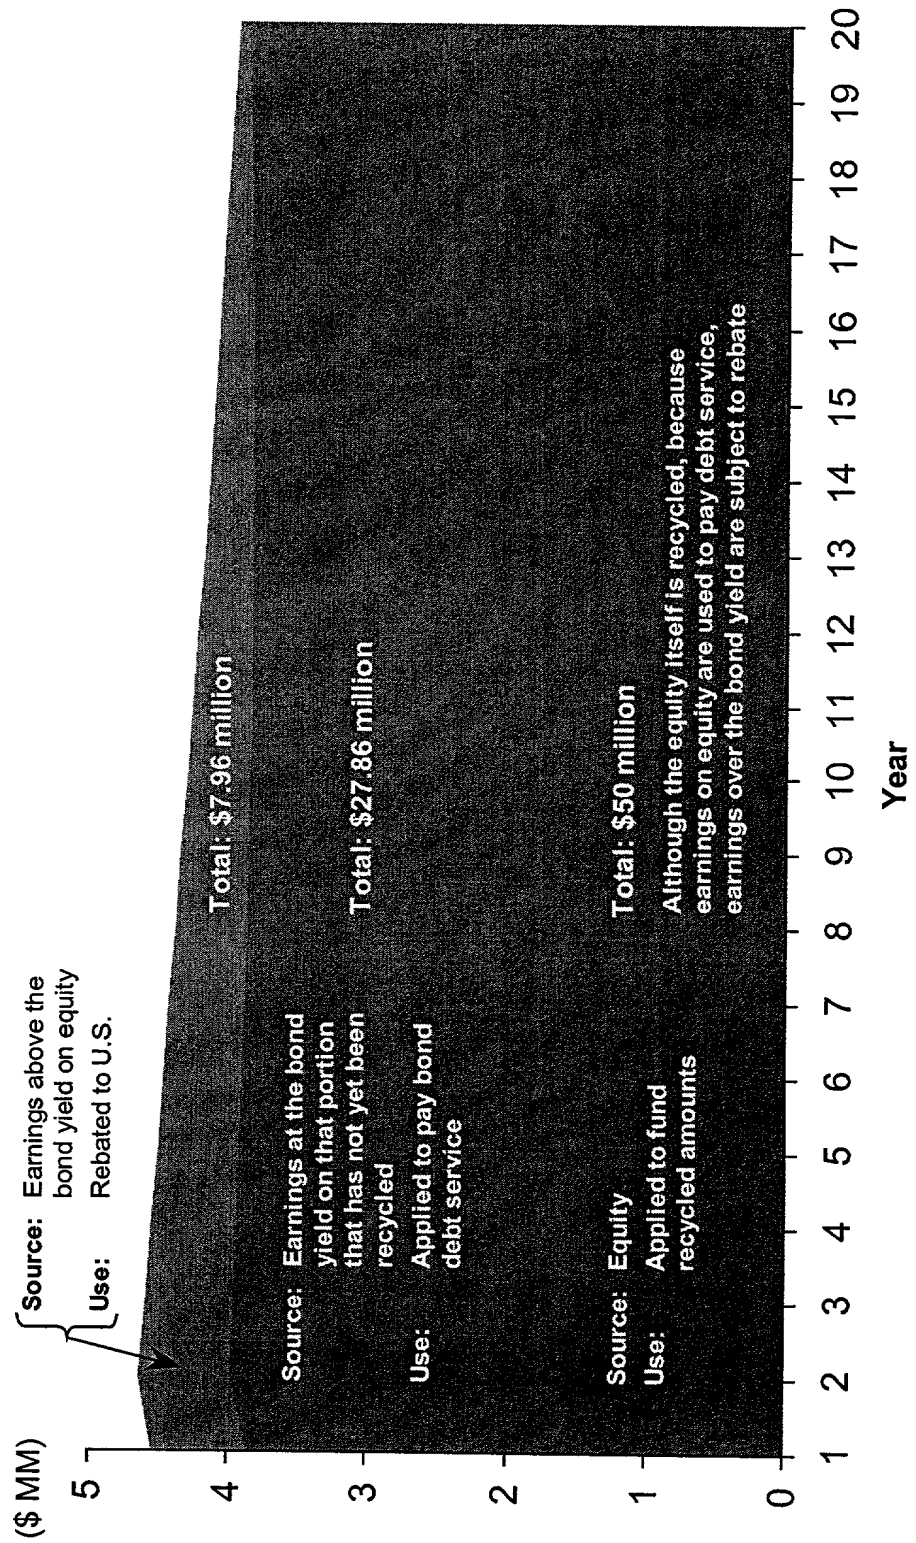 ($ MM)
Source: Earnings above the
bond yield on equity
Use: Rebated to U.S.
5
4
3
2
1
0
Total: $7.96 million
Source: Earnings at the bond
yield on that portion
that has not yet been
recycled
Use: Applied to pay bond
debt service
Total: $27.86 million
Source: Equity
Use: Applied to fund
recycled amounts
Total: $50 million
Although the equity itself is recycled, because
earnings on equity are used to pay debt service,
earnings over the bond yield are subject to rebate
1 2 3 4 5 6 7 8 9 10 11 12 13 14 15 16 17 18 19 20
Year